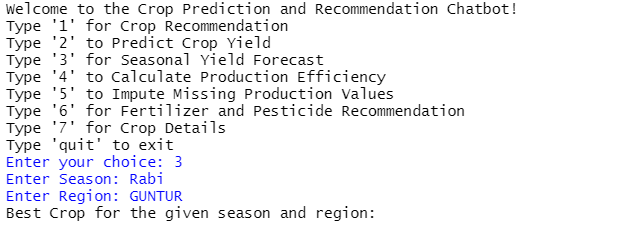 Welcome to the Crop Prediction and Recommendation Chatbot!
Type '1' for Crop Recommendation
Type '2' to Predict Crop Yield
Type '3' for Seasonal Yield Forecast
Type '4' to Calculate Production Efficiency
Type '5' to Impute Missing Production Values
Type '6' for Fertilizer and Pesticide Recommendation
Type '7' for Crop Details
Type 'quit' to exit
Enter your choice: 3
Enter Season: Rabi
Enter Region: GUNTUR
Best Crop for the given season and region: